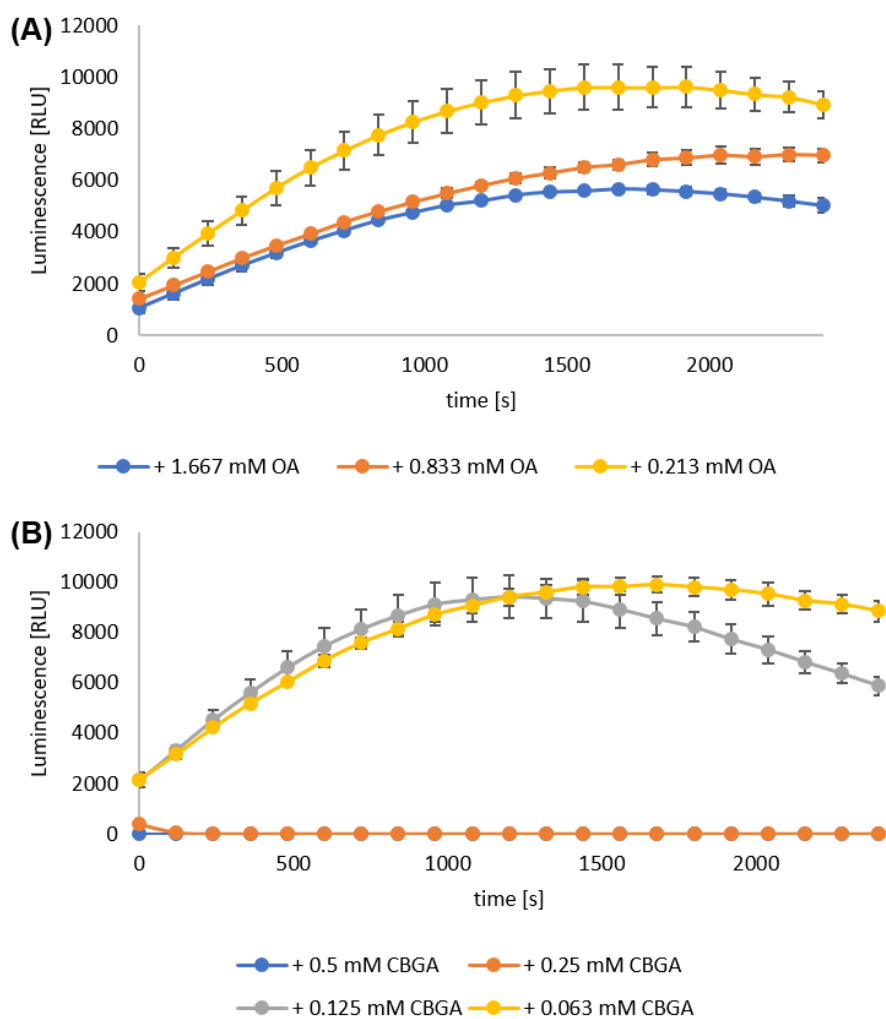 (A)
12000
10000
8000
6000
4000
2000
0
Luminescence [RLU]
0 500 1000 1500 2000
time [s]
+ 1.667 mM OA + 0.833 mM OA + 0.213 mM OA
(B)
12000
10000
8000
6000
4000
2000
0
Luminescence [RLU]
0 500 1000 1500 2000
time [s]
+ 0.5 mM CBGA + 0.25 mM CBGA
+ 0.125 mM CBGA + 0.063 mM CBGA